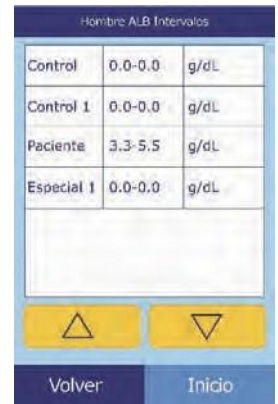 Hombre ALB Intervalos
Control 0.0-0.0 g/dL
Control 1 0.0-0.0 g/dL
Paciente 3.3-5.5 g/dL
Especial 1 0.0-0.0 g/dL
Volver Inicio